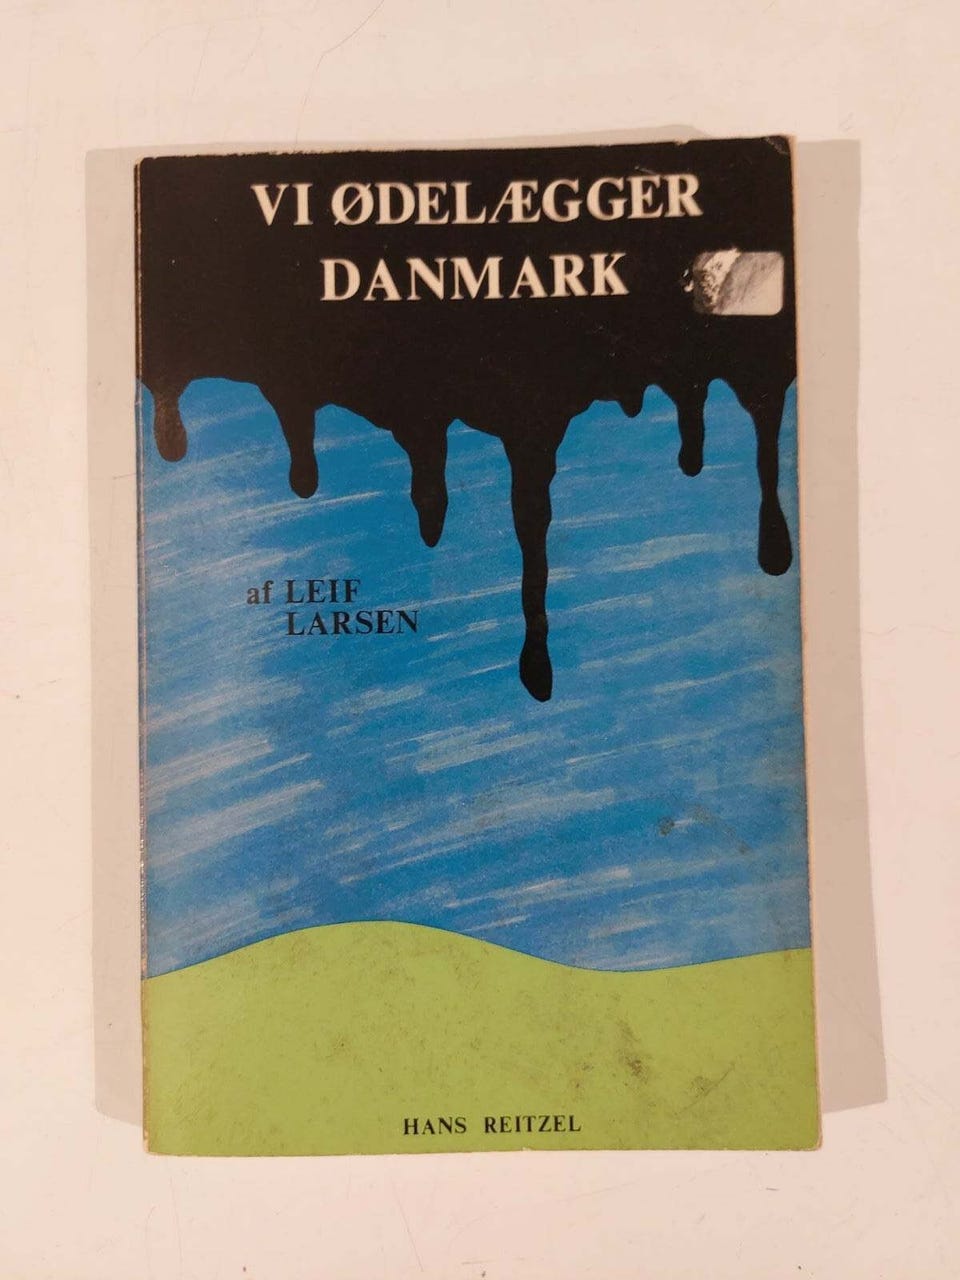 VI ØDELÆGGER
DANMARK
af LEIF
LARSEN
HANS REITZEL